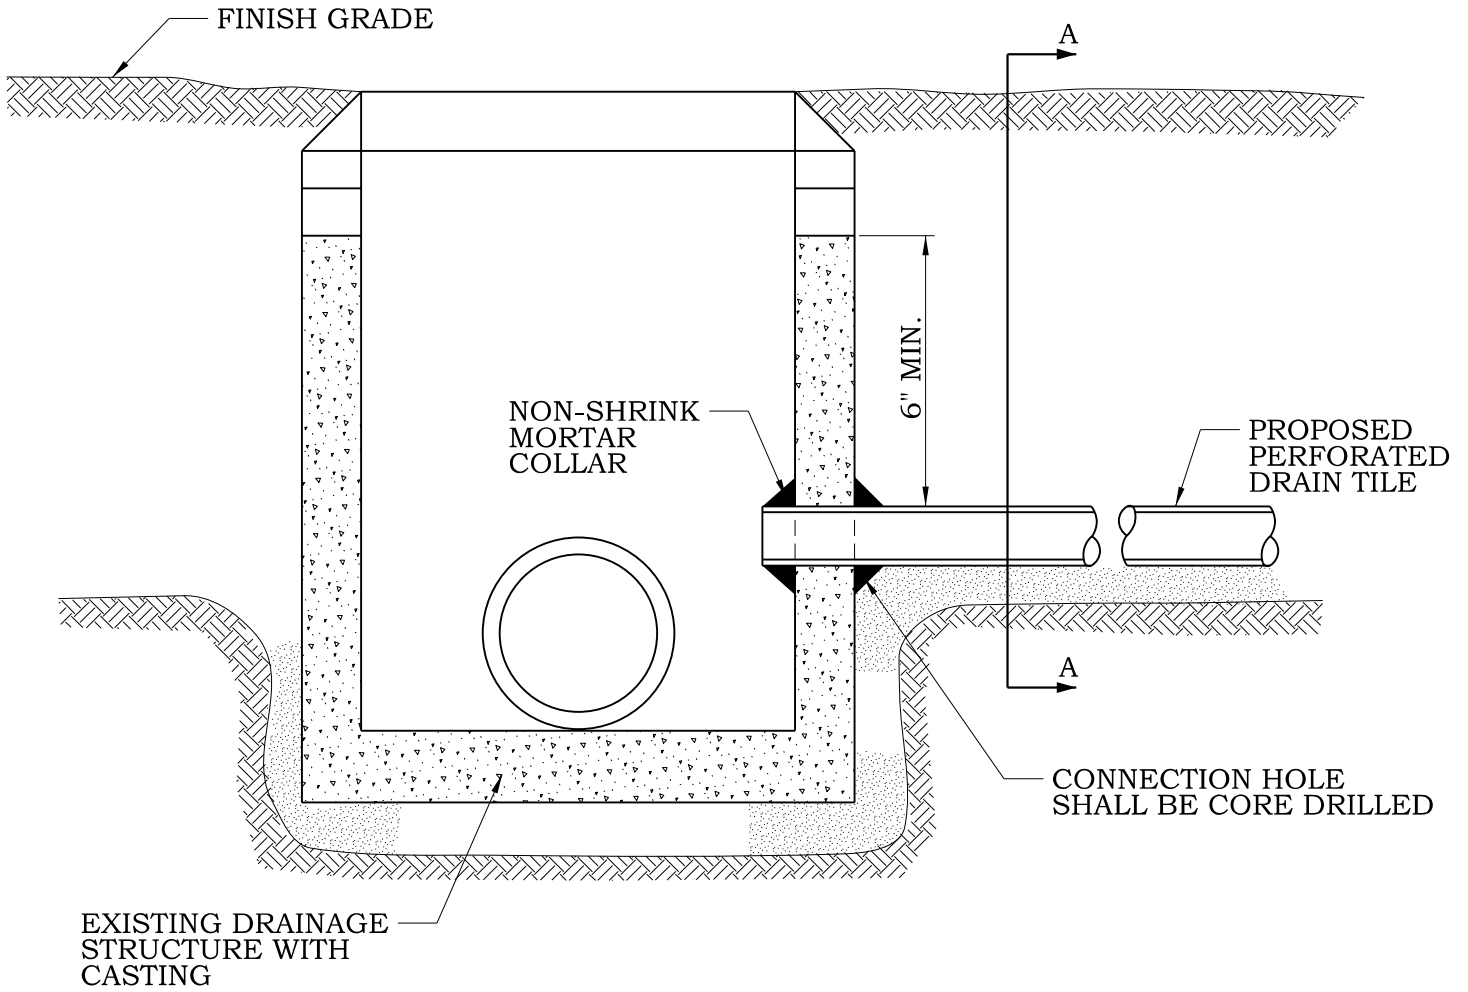 FINISH GRADE
A
6" MIN.
NON-SHRINK
MORTAR
COLLAR
PROPOSED
PERFORATED
DRAIN TILE
A
CONNECTION HOLE
SHALL BE CORE DRILLED
EXISTING DRAINAGE
STRUCTURE WITH
CASTING